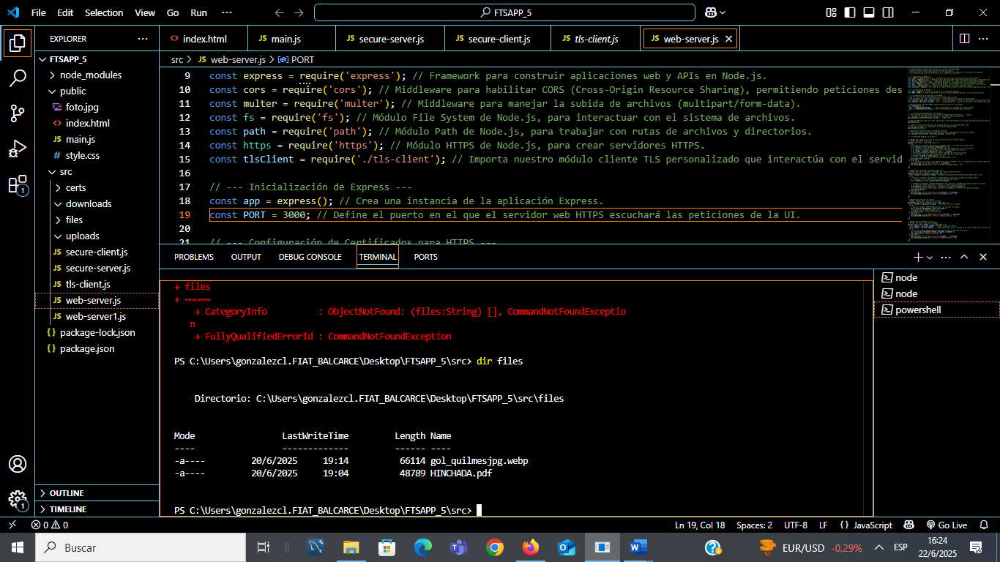 File Edit Selection View Go Run ···
FTSAPP_5
EXPLORER ···
FTSAPP_5
node_modules
public
foto.jpg
index.html
main.js
style.css
src
certs
downloads
files
uploads
secure-client.js
secure-server.js
tls-client.js
web-server.js
web-server1.js
package-lock.json
package.json
OUTLINE
TIMELINE
1
1
index.html
main.js
secure-server.js
secure-client.js
tls-client.js
web-server.js
src > web-server.js > PORT
9 const express = require('express'); // Framework para construir aplicaciones web y APIs en Node.js.
10 const cors = require('cors'); // Middleware para habilitar CORS (Cross-Origin Resource Sharing), permitiendo peticiones des
11 const multer = require('multer'); // Middleware para manejar la subida de archivos (multipart/form-data).
12 const fs = require('fs'); // Módulo File System de Node.js, para interactuar con el sistema de archivos.
13 const path = require('path'); // Módulo Path de Node.js, para trabajar con rutas de archivos y directorios.
14 const https = require('https'); // Módulo HTTPS de Node.js, para crear servidores HTTPS.
15 const tlsClient = require('./tls-client'); // Importa nuestro módulo cliente TLS personalizado que interactúa con el servid
16
17 // --- Inicialización de Express ---
18 const app = express(); // Crea una instancia de la aplicación Express.
19 const PORT = 3000; // Define el puerto en el que el servidor web HTTPS escuchará las peticiones de la UI.
20
21 // --- Configuración de Certificados para HTTPS ---
PROBLEMS OUTPUT DEBUG CONSOLE TERMINAL PORTS
+ files
+ ~~~~~
+ CategoryInfo : ObjectNotFound: (files:String) [], CommandNotFoundExceptio
n
+ FullyQualifiedErrorId : CommandNotFoundException
PS C:\Users\gonzalezcl.FIAT_BALCARCE\Desktop\FTSAPP_5\src> dir files
Directorio: C:\Users\gonzalezcl.FIAT_BALCARCE\Desktop\FTSAPP_5\src\files
Mode LastWriteTime Length Name
---- ------------- ------ ----
-a---- 20/6/2025 19:14 66114 gol_quilmesjpg.webp
-a---- 20/6/2025 19:04 48789 HINCHADA.pdf
PS C:\Users\gonzalezcl.FIAT_BALCARCE\Desktop\FTSAPP_5\src>
node
node
powershell
0 0
Ln 19, Col 18 Spaces: 2 UTF-8 LF {} JavaScript Go Live
Buscar
EUR/USD -0,29%
ESP
16:24
22/6/2025